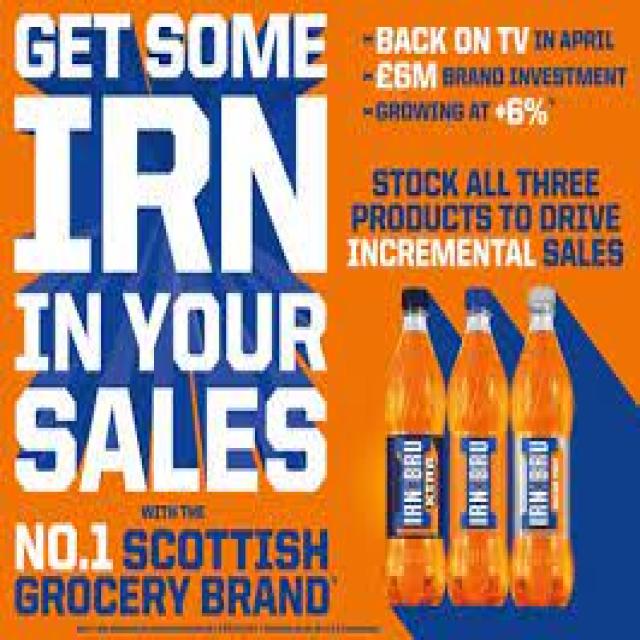 GET SOME
IRN
IN YOUR
SALES
WITH THE
NO.1 SCOTTISH
GROCERY BRAND*
BACK ON TV IN APRIL
£6M BRAND INVESTMENT
GROWING AT +6%*
STOCK ALL THREE
PRODUCTS TO DRIVE
INCREMENTAL SALES
IRN-BRU
XTRA
IRN-BRU
IRN-BRU